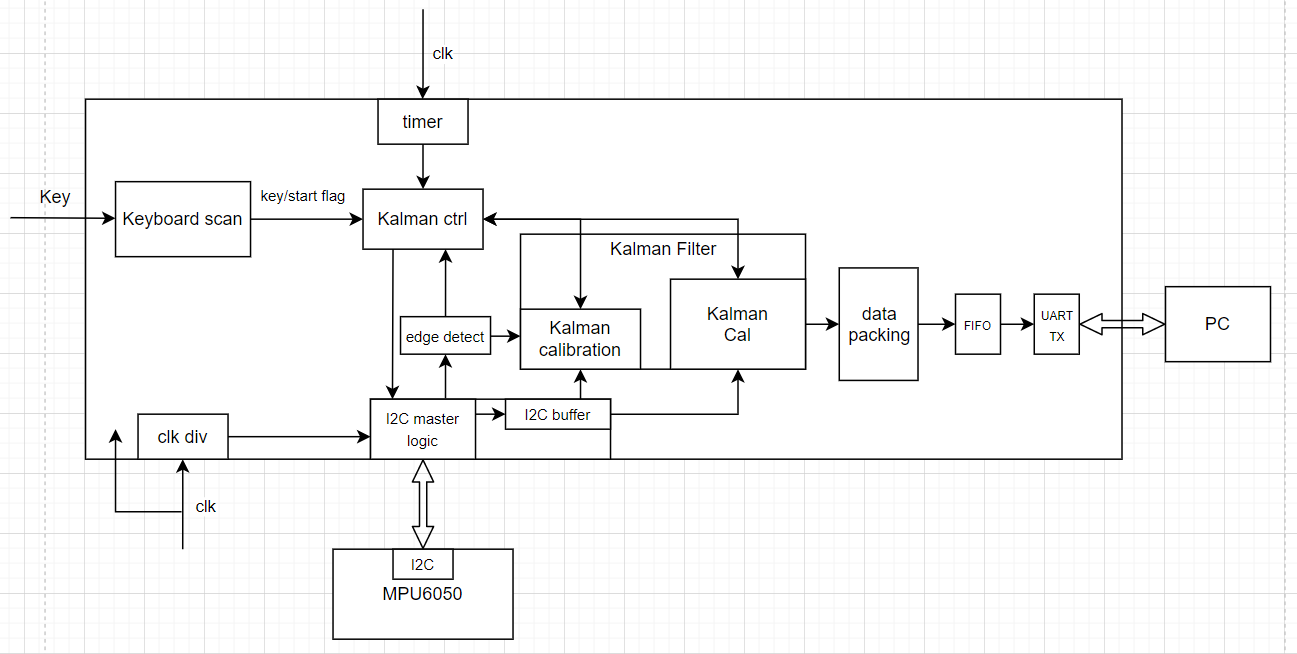 clk
timer
Key
key/start flag
Keyboard scan
Kalman ctrl
Kalman Filter
Kalman
Cal
data
packing
FIFO
UART
TX
PC
edge detect
Kalman
calibration
I2C master
logic
I2C buffer
clk div
clk
I2C
MPU6050